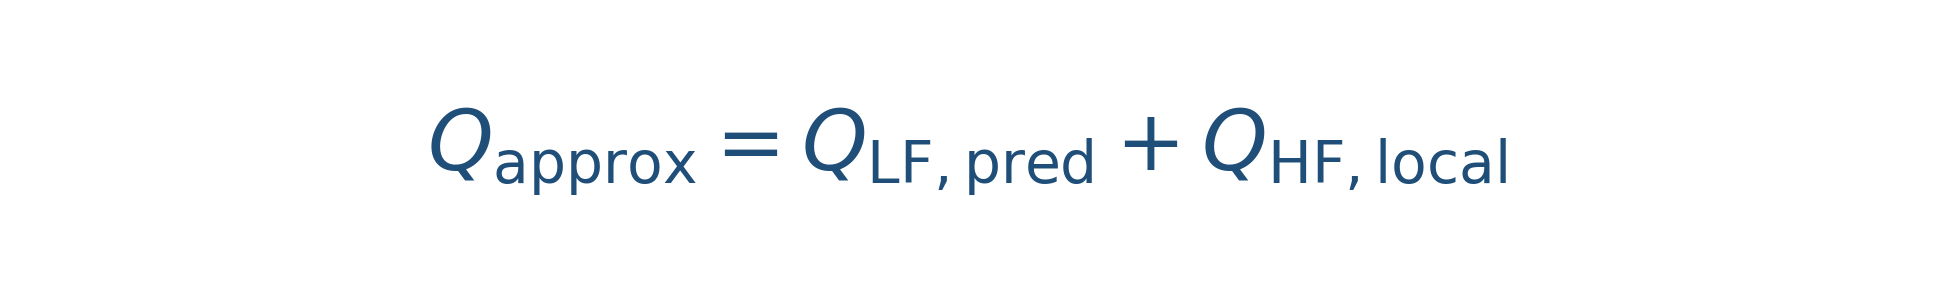 Q_approx = Q_LF, pred + Q_HF, local